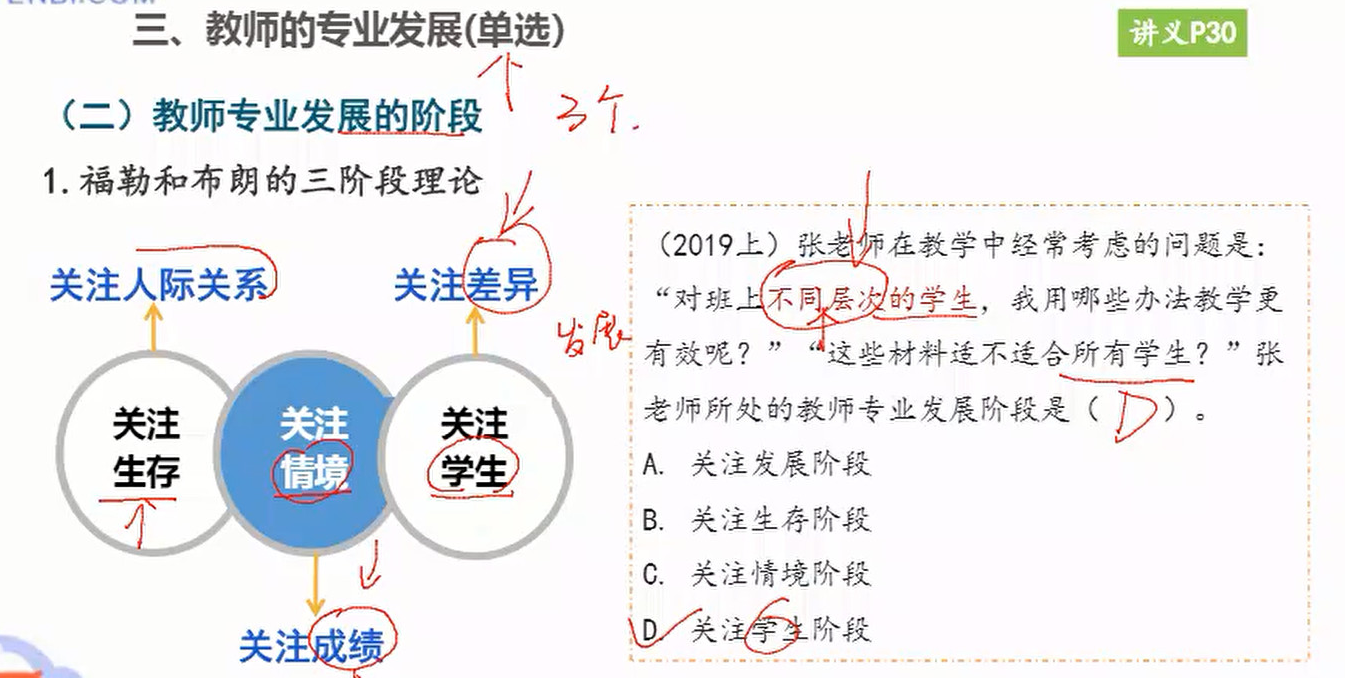 三、教师的专业发展(单选)
讲义P30
（二）教师专业发展的阶段
3个.
1.福勒和布朗的三阶段理论
关注人际关系
关注差异
发展
关注
生存
关注
情境
关注
学生
关注成绩
（2019上）张老师在教学中经常考虑的问题是：
“对班上不同层次的学生，我用哪些办法教学更
有效呢？”“这些材料适不适合所有学生？”张
老师所处的教师专业发展阶段是（ D ）。
A. 关注发展阶段
B. 关注生存阶段
C. 关注情境阶段
D. 关注学生阶段